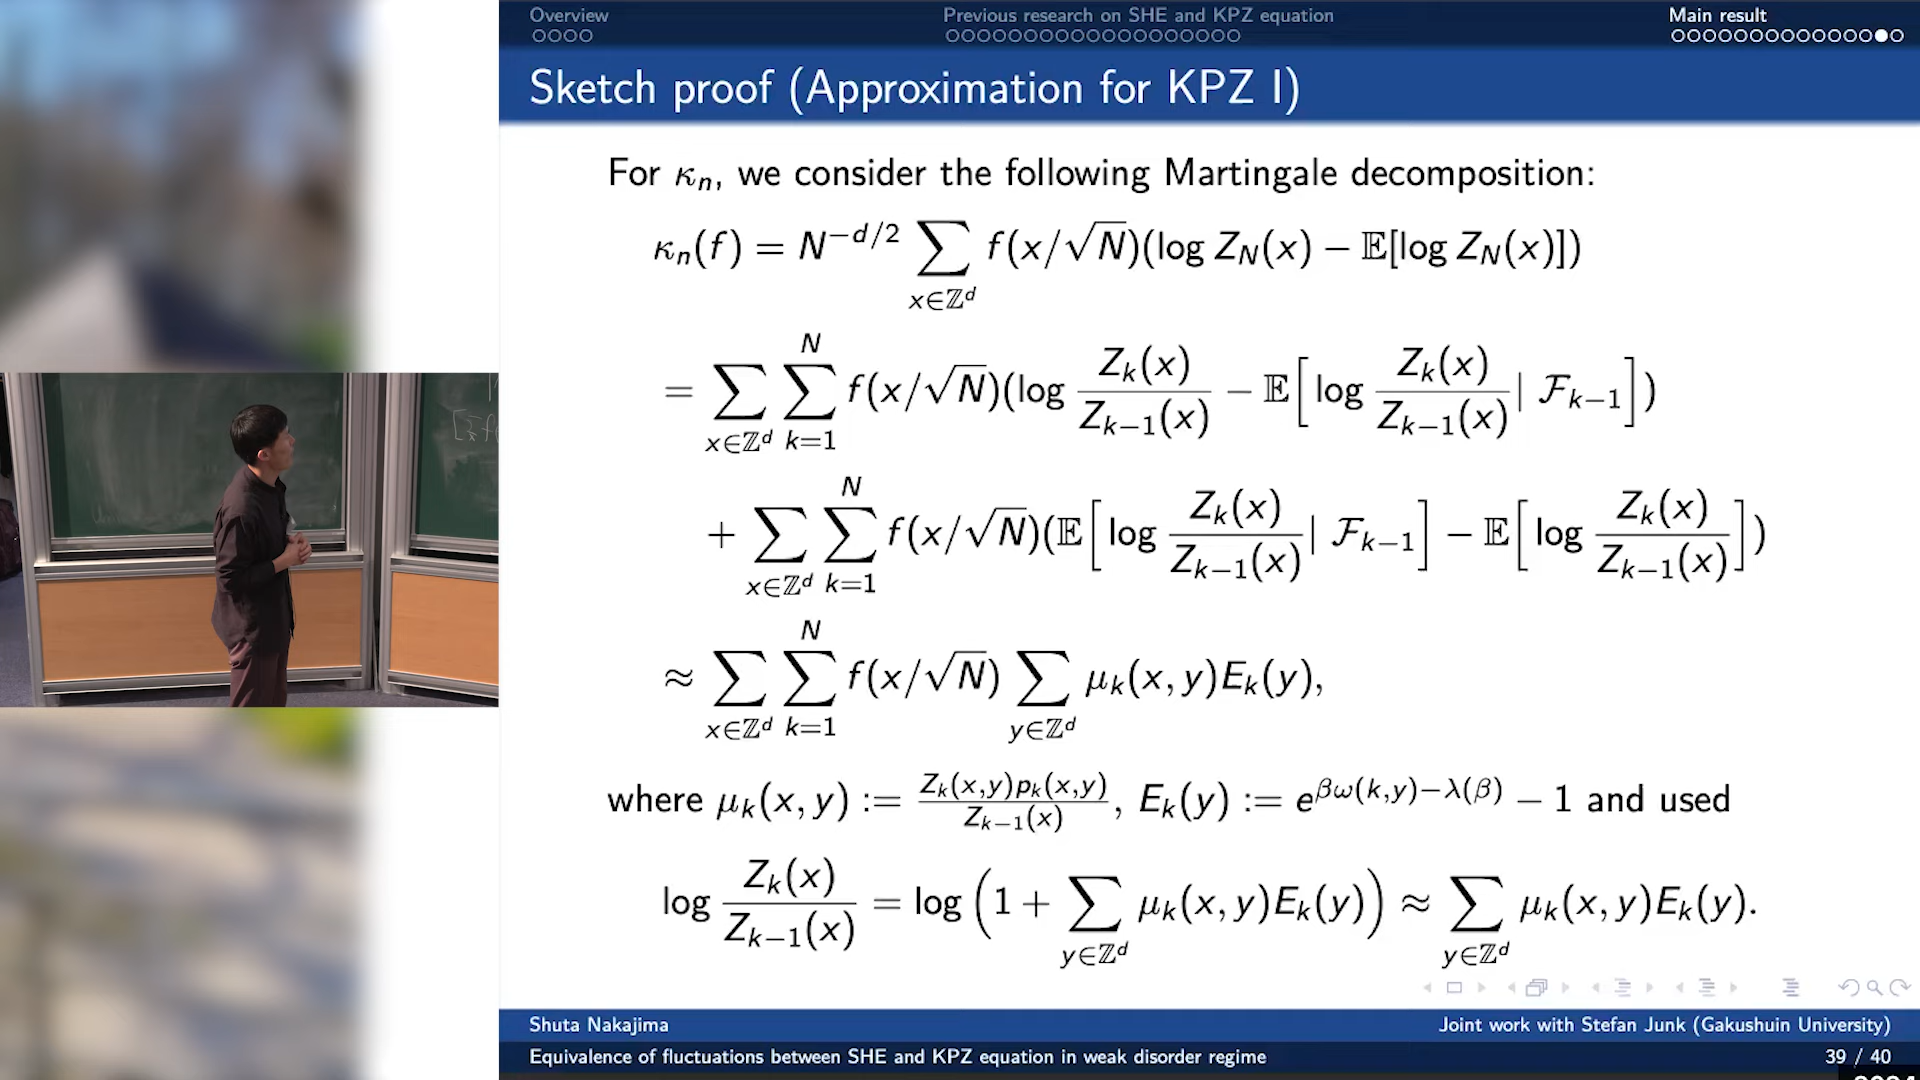 Overview
Previous research on SHE and KPZ equation
Main result
Sketch proof (Approximation for KPZ I)
For κ_n, we consider the following Martingale decomposition:
κ_n(f) = N^{-d/2} ∑_{x∈ℤ^d} f(x/√N)(log Z_N(x) − 𝔼[log Z_N(x)])
= ∑_{x∈ℤ^d} ∑_{k=1}^{N} f(x/√N)(log Z_k(x)/Z_{k−1}(x) − 𝔼[log Z_k(x)/Z_{k−1}(x) | ℱ_{k−1}])
+ ∑_{x∈ℤ^d} ∑_{k=1}^{N} f(x/√N)(𝔼[log Z_k(x)/Z_{k−1}(x) | ℱ_{k−1}] − 𝔼[log Z_k(x)/Z_{k−1}(x)])
≈ ∑_{x∈ℤ^d} ∑_{k=1}^{N} f(x/√N) ∑_{y∈ℤ^d} μ_k(x, y)E_k(y),
where μ_k(x, y) := Z_k(x,y)p_k(x,y)/Z_{k−1}(x), E_k(y) := e^{βω(k,y)−λ(β)} − 1 and used
log Z_k(x)/Z_{k−1}(x) = log (1 + ∑_{y∈ℤ^d} μ_k(x, y)E_k(y)) ≈ ∑_{y∈ℤ^d} μ_k(x, y)E_k(y).
Shuta Nakajima
Joint work with Stefan Junk (Gakushuin University)
Equivalence of fluctuations between SHE and KPZ equation in weak disorder regime
39 / 40